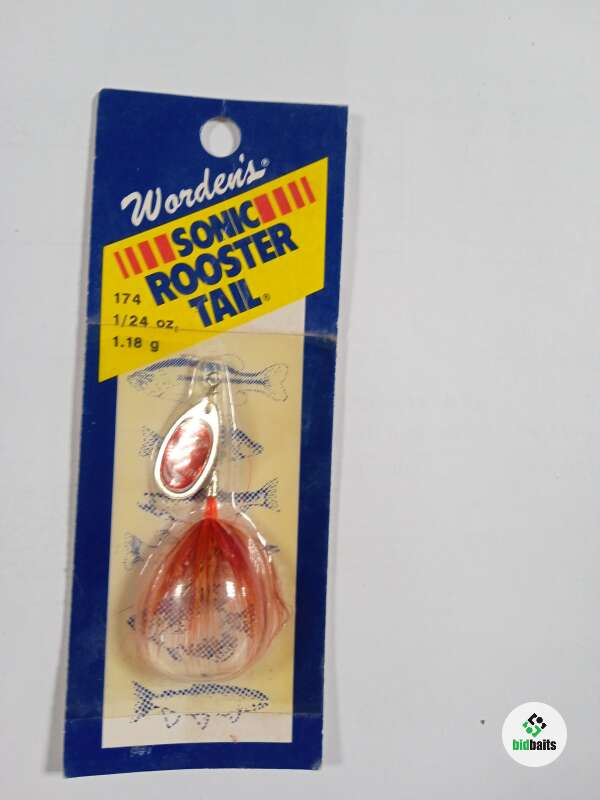 Worden's®
SONIC
ROOSTER
TAIL®
174
1/24 oz.
1.18 g
bidbaits